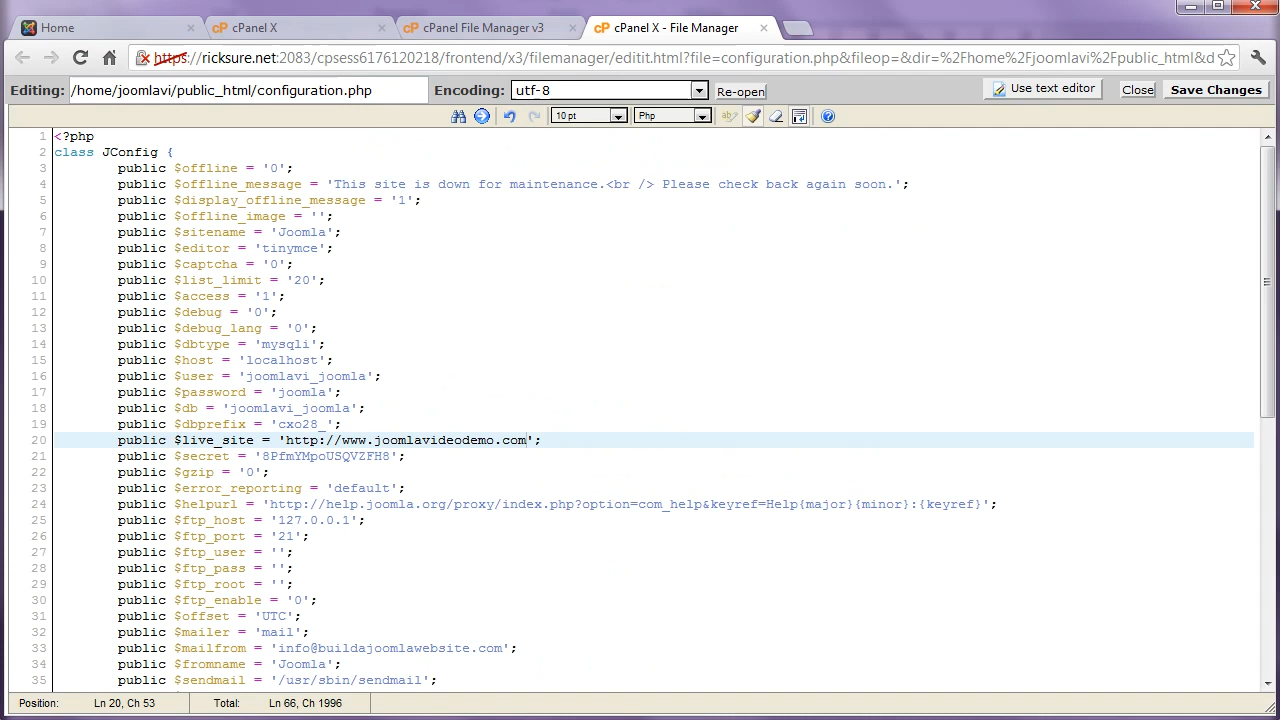 Home
cPanel X
cPanel File Manager v3
cPanel X - File Manager
https://ricksure.net:2083/cpsess6176120218/frontend/x3/filemanager/editit.html?file=configuration.php&fileop=&dir=%2Fhome%2Fjoomlavi%2Fpublic_html&d
Editing: /home/joomlavi/public_html/configuration.php Encoding: utf-8 Re-open Use text editor Close Save Changes
10 pt Php
1 <?php
2 class JConfig {
3 public $offline = '0';
4 public $offline_message = 'This site is down for maintenance.<br /> Please check back again soon.';
5 public $display_offline_message = '1';
6 public $offline_image = '';
7 public $sitename = 'Joomla';
8 public $editor = 'tinymce';
9 public $captcha = '0';
10 public $list_limit = '20';
11 public $access = '1';
12 public $debug = '0';
13 public $debug_lang = '0';
14 public $dbtype = 'mysqli';
15 public $host = 'localhost';
16 public $user = 'joomlavi_joomla';
17 public $password = 'joomla';
18 public $db = 'joomlavi_joomla';
19 public $dbprefix = 'cxo28_';
20 public $live_site = 'http://www.joomlavideodemo.com';
21 public $secret = '8PfmYMpoUSQVZFH8';
22 public $gzip = '0';
23 public $error_reporting = 'default';
24 public $helpurl = 'http://help.joomla.org/proxy/index.php?option=com_help&keyref=Help{major}{minor}:{keyref}';
25 public $ftp_host = '127.0.0.1';
26 public $ftp_port = '21';
27 public $ftp_user = '';
28 public $ftp_pass = '';
29 public $ftp_root = '';
30 public $ftp_enable = '0';
31 public $offset = 'UTC';
32 public $mailer = 'mail';
33 public $mailfrom = 'info@buildajoomlawebsite.com';
34 public $fromname = 'Joomla';
35 public $sendmail = '/usr/sbin/sendmail';
Position: Ln 20, Ch 53 Total: Ln 66, Ch 1996